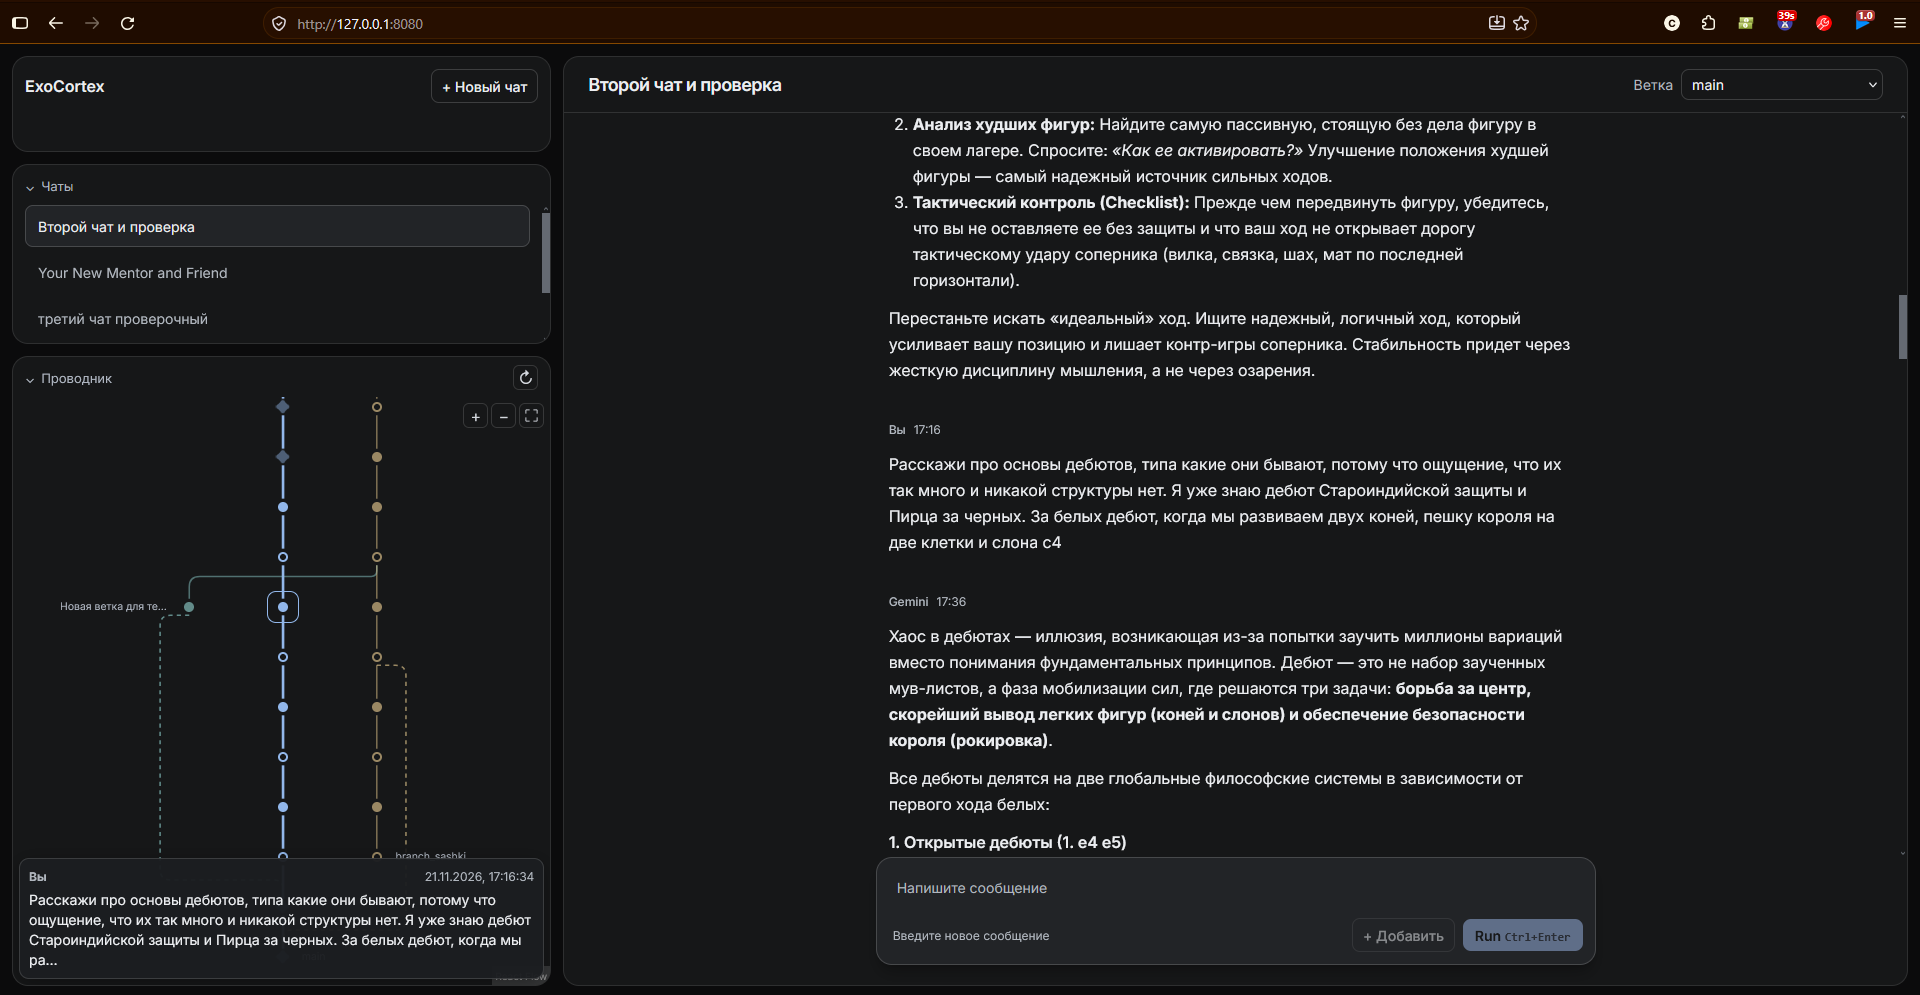 http://127.0.0.1:8080
39s
1.0
ExoCortex
+ Новый чат
Чаты
Второй чат и проверка
Your New Mentor and Friend
третий чат проверочный
Проводник
Новая ветка для те...
branch_sashki
Вы 21.11.2026, 17:16:34
Расскажи про основы дебютов, типа какие они бывают, потому что
ощущение, что их так много и никакой структуры нет. Я уже знаю дебют
Староиндийской защиты и Пирца за черных. За белых дебют, когда мы
ра...
Второй чат и проверка
Ветка main
2. Анализ худших фигур: Найдите самую пассивную, стоящую без дела фигуру в
своем лагере. Спросите: «Как ее активировать?» Улучшение положения худшей
фигуры — самый надежный источник сильных ходов.
3. Тактический контроль (Checklist): Прежде чем передвинуть фигуру, убедитесь,
что вы не оставляете ее без защиты и что ваш ход не открывает дорогу
тактическому удару соперника (вилка, связка, шах, мат по последней
горизонтали).
Перестаньте искать «идеальный» ход. Ищите надежный, логичный ход, который
усиливает вашу позицию и лишает контр-игры соперника. Стабильность придет через
жесткую дисциплину мышления, а не через озарения.
Вы 17:16
Расскажи про основы дебютов, типа какие они бывают, потому что ощущение, что их
так много и никакой структуры нет. Я уже знаю дебют Староиндийской защиты и
Пирца за черных. За белых дебют, когда мы развиваем двух коней, пешку короля на
две клетки и слона c4
Gemini 17:36
Хаос в дебютах — иллюзия, возникающая из-за попытки заучить миллионы вариаций
вместо понимания фундаментальных принципов. Дебют — это не набор заученных
мув-листов, а фаза мобилизации сил, где решаются три задачи: борьба за центр,
скорейший вывод легких фигур (коней и слонов) и обеспечение безопасности
короля (рокировка).
Все дебюты делятся на две глобальные философские системы в зависимости от
первого хода белых:
1. Открытые дебюты (1. e4 e5)
Напишите сообщение
Введите новое сообщение
+ Добавить
Run Ctrl+Enter